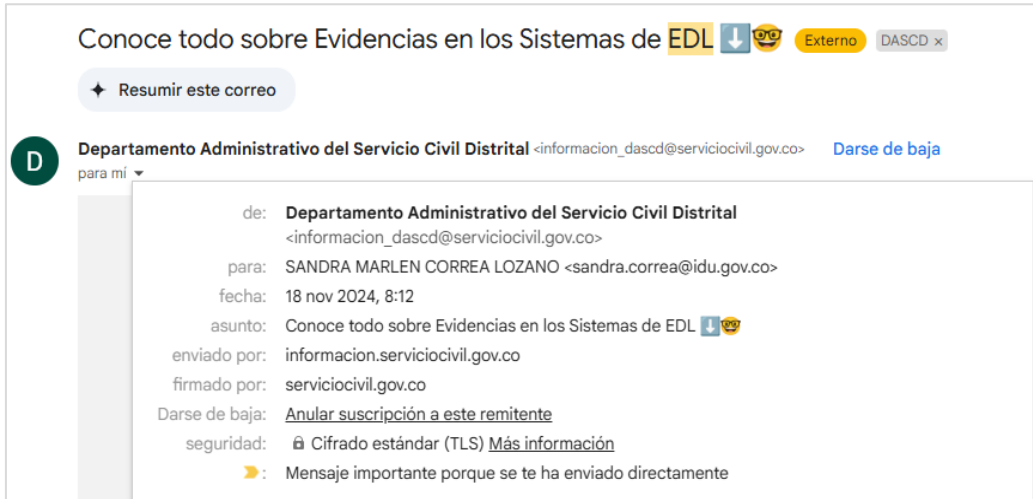 Conoce todo sobre Evidencias en los Sistemas de EDL ⬇️🤓 Externo DASCD ×
Resumir este correo
D
Departamento Administrativo del Servicio Civil Distrital <informacion_dascd@serviciocivil.gov.co> Darse de baja
para mí
de: Departamento Administrativo del Servicio Civil Distrital
<informacion_dascd@serviciocivil.gov.co>
para: SANDRA MARLEN CORREA LOZANO <sandra.correa@idu.gov.co>
fecha: 18 nov 2024, 8:12
asunto: Conoce todo sobre Evidencias en los Sistemas de EDL ⬇️🤓
enviado por: informacion.serviciocivil.gov.co
firmado por: serviciocivil.gov.co
Darse de baja: Anular suscripción a este remitente
seguridad: Cifrado estándar (TLS) Más información
: Mensaje importante porque se te ha enviado directamente